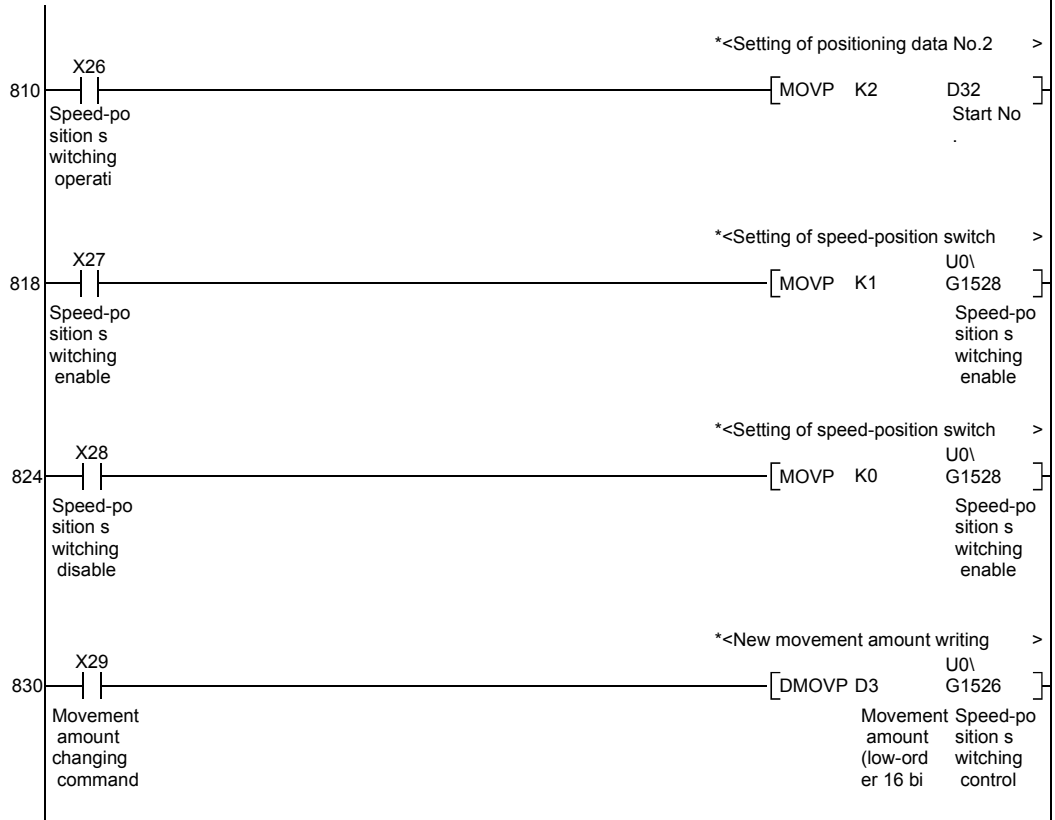 *<Setting of positioning data No.2 >
X26
810 [MOVP K2 D32 ]
Speed-po
sition s
witching
operati
Start No
.
*<Setting of speed-position switch >
X27
U0\
818 [MOVP K1 G1528 ]
Speed-po
sition s
witching
enable
Speed-po
sition s
witching
enable
*<Setting of speed-position switch >
X28
U0\
824 [MOVP K0 G1528 ]
Speed-po
sition s
witching
disable
Speed-po
sition s
witching
enable
*<New movement amount writing >
X29
U0\
830 [DMOVP D3 G1526 ]
Movement
amount
changing
command
Movement
amount
(low-ord
er 16 bi
Speed-po
sition s
witching
control